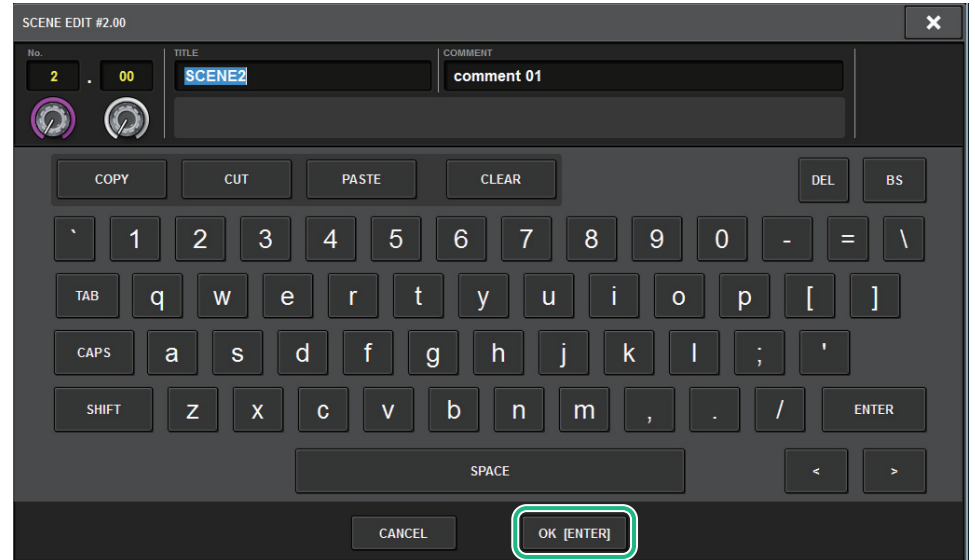 SCENE EDIT #2.00
No. TITLE COMMENT
2 . 00 SCENE2 comment 01
COPY CUT PASTE CLEAR DEL BS
` 1 2 3 4 5 6 7 8 9 0 - = \
TAB q w e r t y u i o p [ ]
CAPS a s d f g h j k l ; '
SHIFT z x c v b n m , . / ENTER
SPACE < >
CANCEL OK [ENTER]